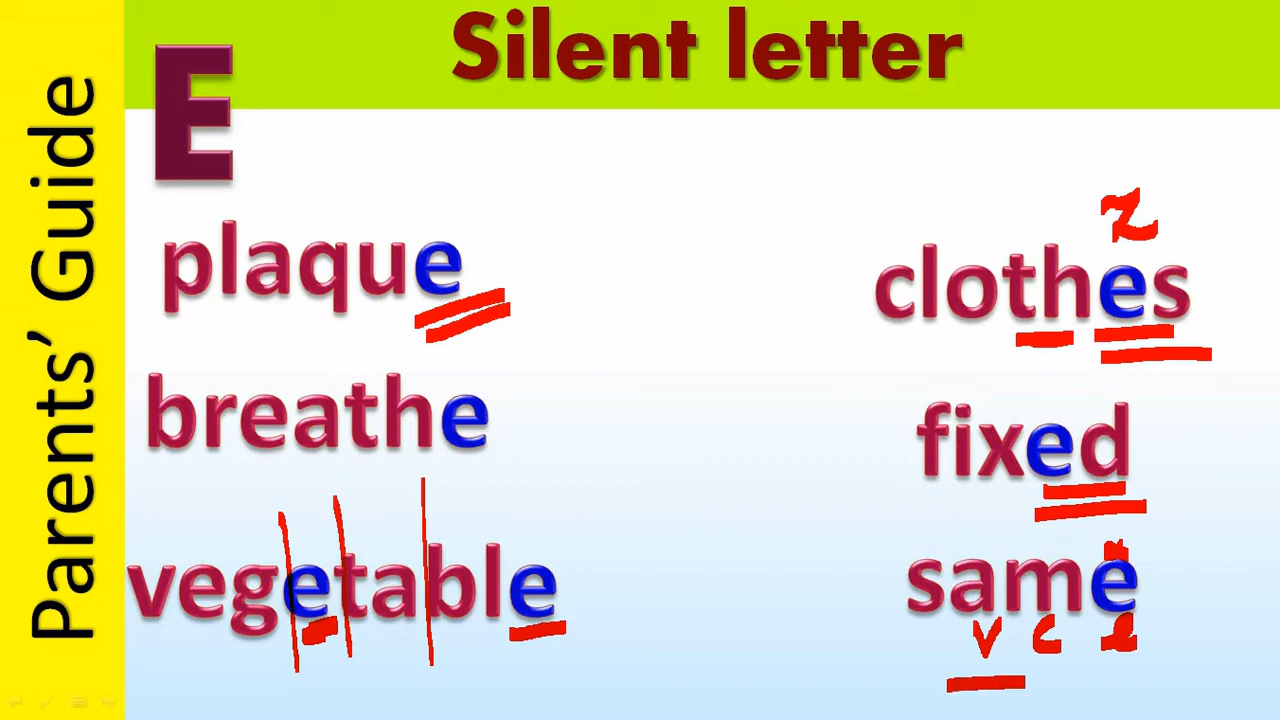 Silent letter
E
Parents’ Guide
plaque
breathe
vegetable
z
clothes
fixed
same
v c e